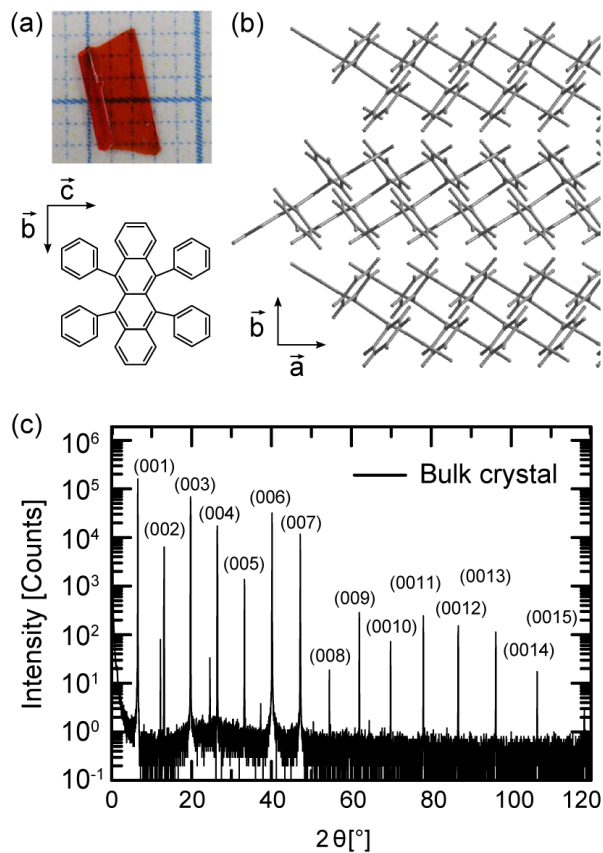 (a)
(b)
c
b
b
a
(c)
10^6
10^5
10^4
10^3
10^2
10^1
10^0
10^-1
Intensity [Counts]
(001)
(002)
(003)
(004)
(005)
(006)
(007)
(008)
(009)
(0010)
(0011)
(0012)
(0013)
(0014)
(0015)
Bulk crystal
0 20 40 60 80 100 120
2θ[°]